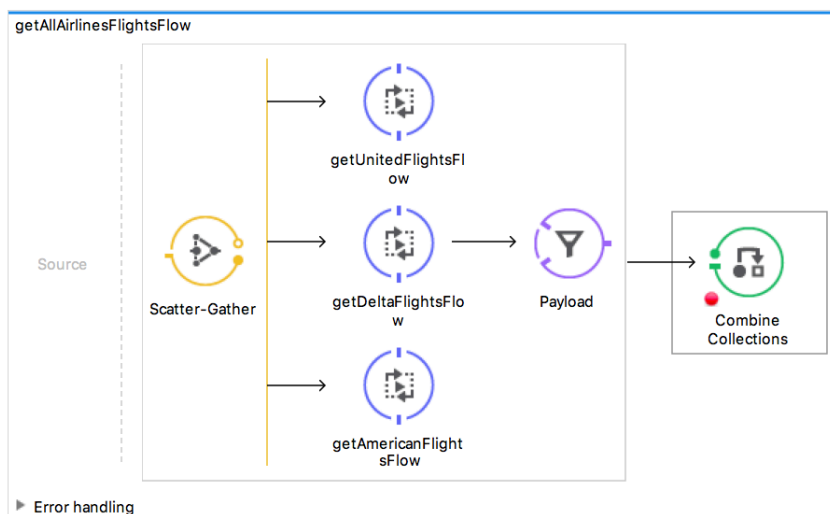 getAllAirlinesFlightsFlow
getUnitedFlightsFl
ow
Source
Scatter-Gather
getDeltaFlightsFlo
w
Payload
Combine
Collections
getAmericanFlight
sFlow
Error handling